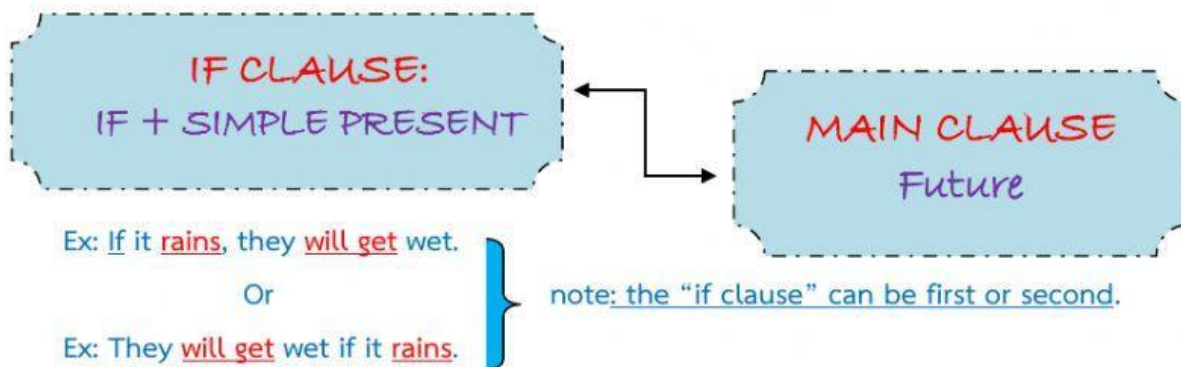 IF CLAUSE:
IF + SIMPLE PRESENT
MAIN CLAUSE
Future
Ex: If it rains, they will get wet.
Or
Ex: They will get wet if it rains.
note: the “if clause” can be first or second.